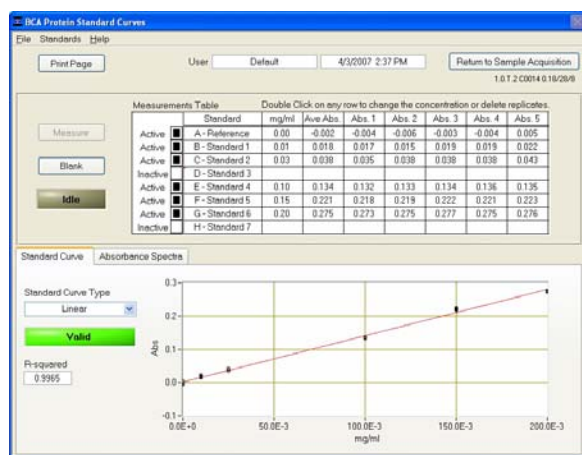 BCA Protein Standard Curves
File Standards Help
Print Page User Default 4/3/2007 2:37 PM Return to Sample Acquisition
1.0.T.2 C0014 0.18/28/8
Measurements Table Double Click on any row to change the concentration or delete replicates.
Standard mg/ml Ave Abs. Abs. 1 Abs. 2 Abs. 3 Abs. 4 Abs. 5
Active A - Reference 0.00 -0.002 -0.004 -0.006 -0.003 -0.004 0.005
Measure
Active B - Standard 1 0.01 0.018 0.017 0.015 0.019 0.019 0.022
Active C - Standard 2 0.03 0.038 0.035 0.038 0.038 0.038 0.043
Blank
Inactive D - Standard 3
Active E - Standard 4 0.10 0.134 0.132 0.133 0.134 0.136 0.135
Idle
Active F - Standard 5 0.15 0.221 0.218 0.219 0.222 0.221 0.223
Active G - Standard 6 0.20 0.275 0.273 0.275 0.277 0.275 0.276
Inactive H - Standard 7
Standard Curve Absorbance Spectra
Standard Curve Type
Linear
Valid
R-squared
0.9965
0.3
0.2
0.1
0.0
-0.1
Abs
0.0E+0 50.0E-3 100.0E-3 150.0E-3 200.0E-3
mg/ml